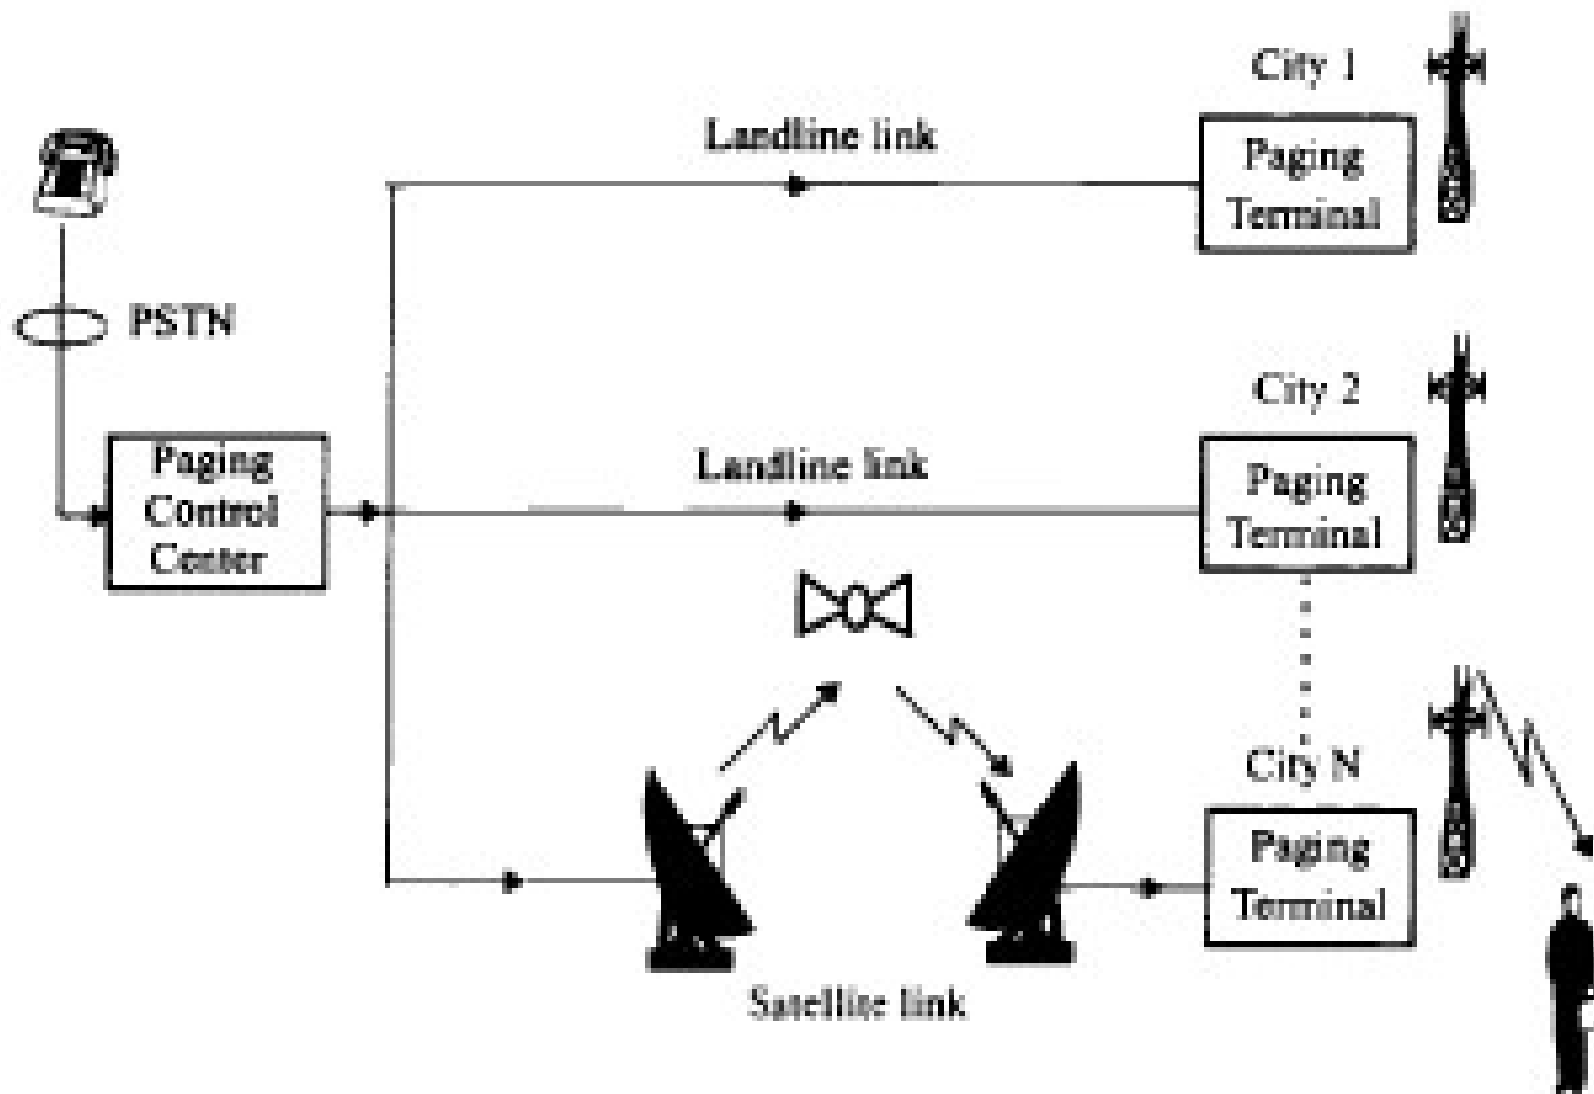 City 1
Landline link
Paging
Terminal
PSTN
City 2
Paging
Control
Center
Landline link
Paging
Terminal
City N
Paging
Terminal
Satellite link